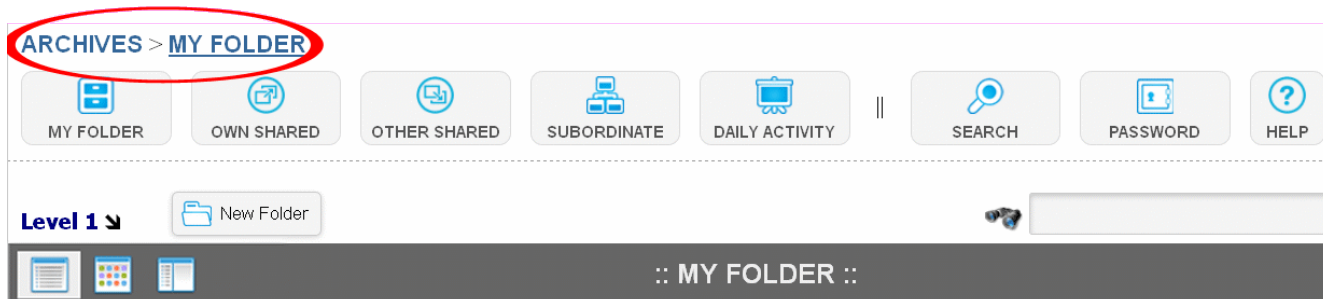 ARCHIVES > MY FOLDER
MY FOLDER OWN SHARED OTHER SHARED SUBORDINATE DAILY ACTIVITY || SEARCH PASSWORD HELP
Level 1 New Folder
:: MY FOLDER ::